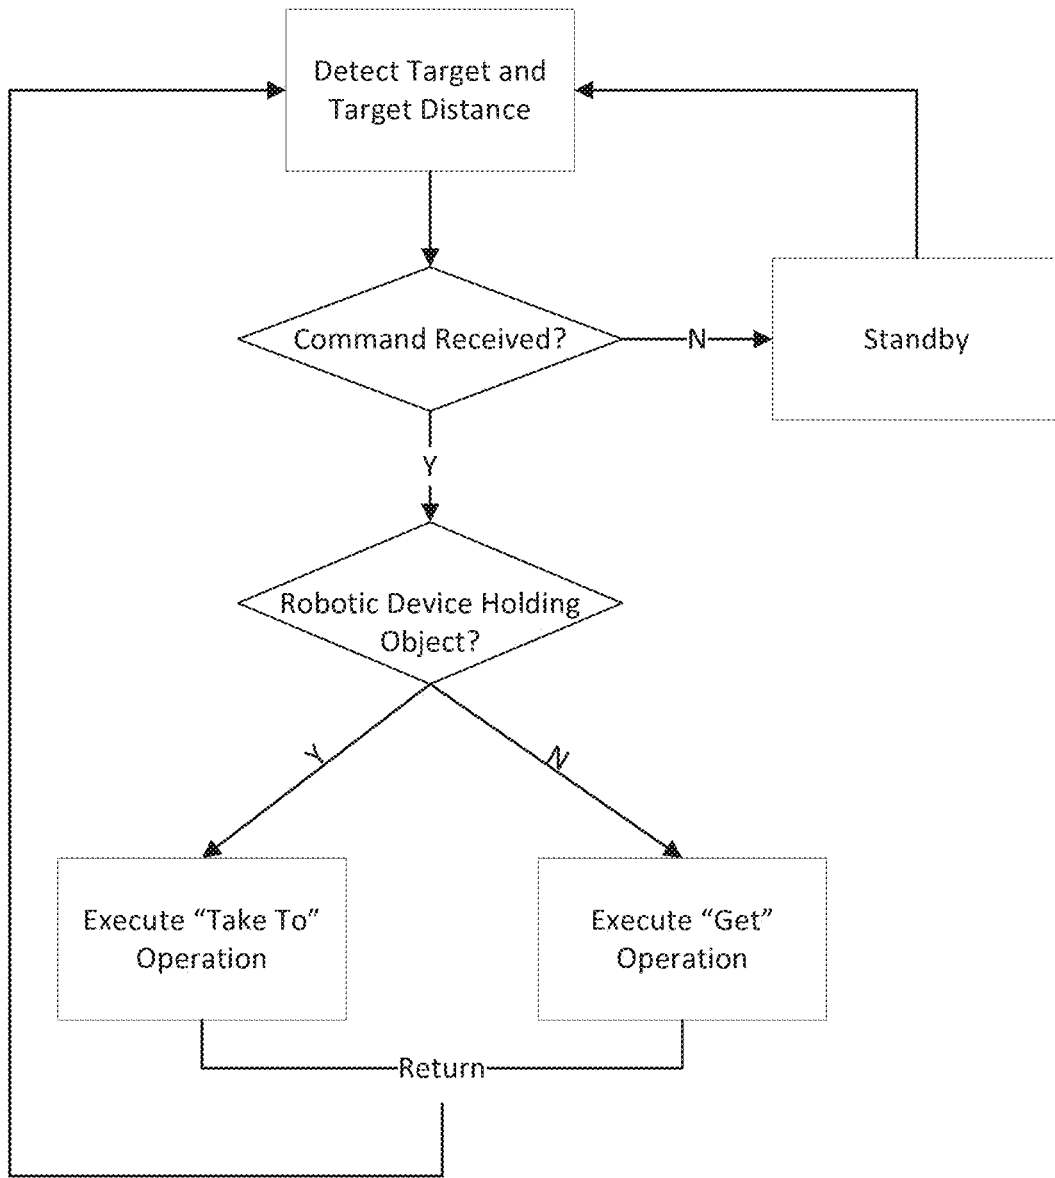 Detect Target and
Target Distance
Command Received?
N
Standby
Y
Robotic Device Holding
Object?
Y
N
Execute “Take To”
Operation
Execute “Get”
Operation
Return